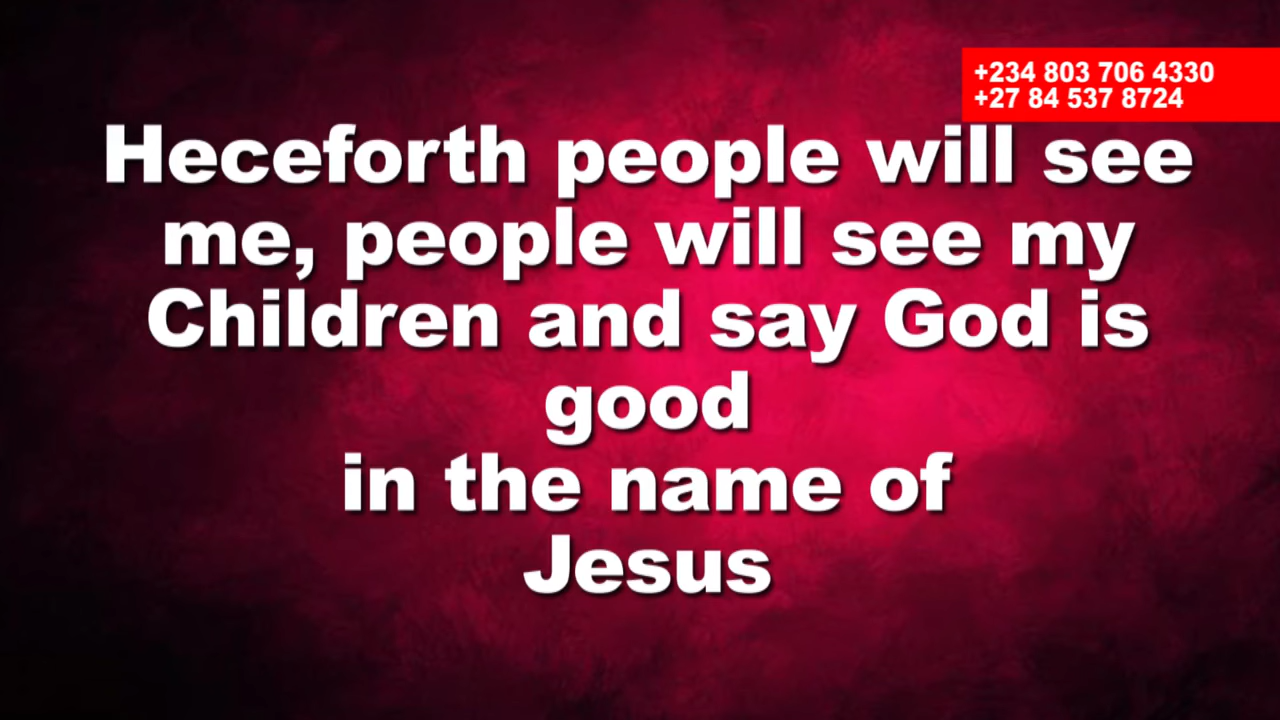 +234 803 706 4330
+27 84 537 8724
Heceforth people will see
me, people will see my
Children and say God is
good
in the name of
Jesus